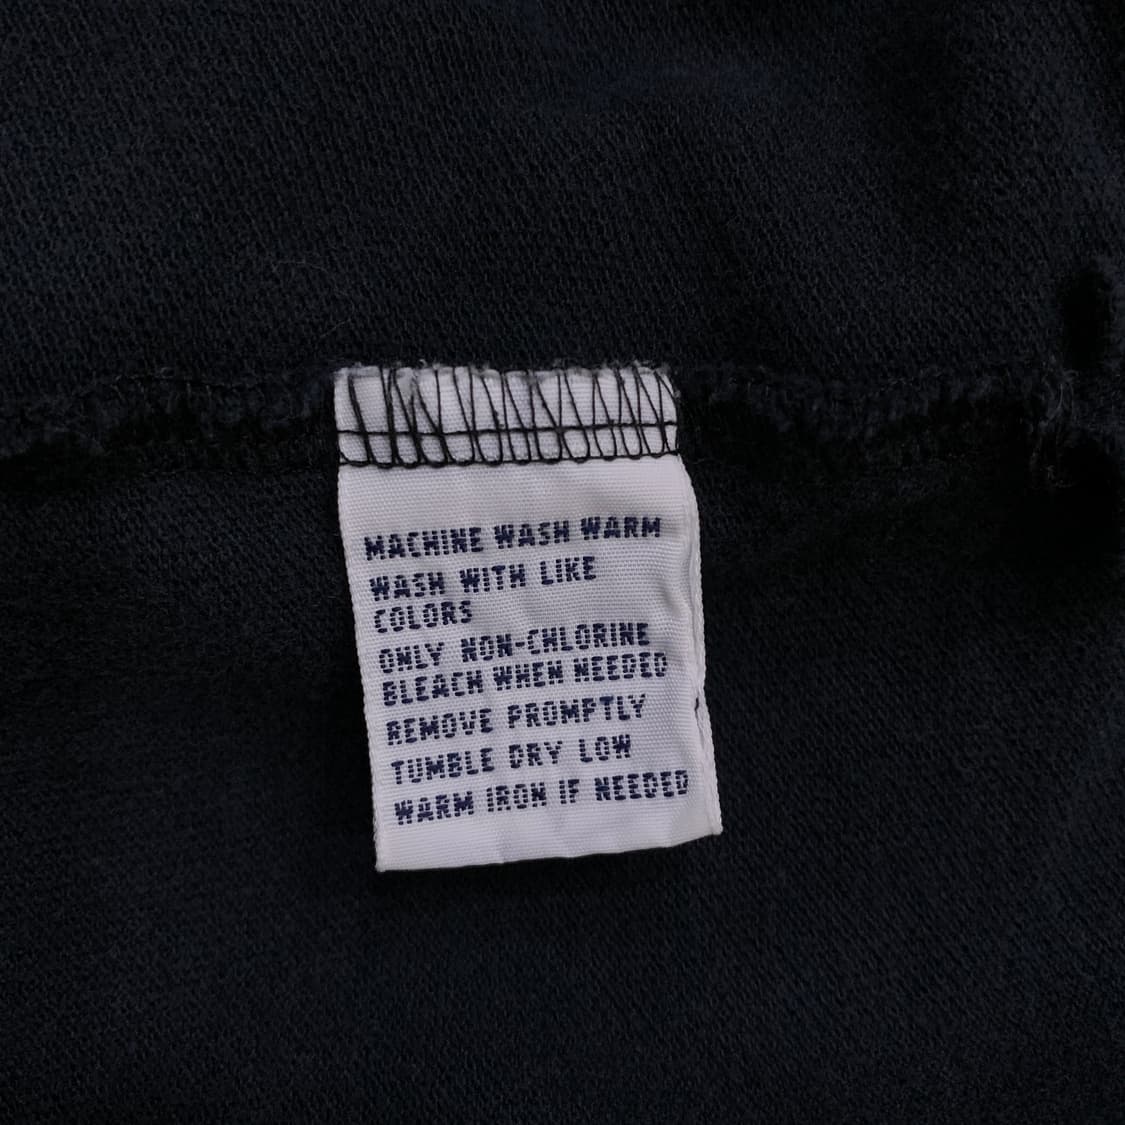 MACHINE WASH WARM
WASH WITH LIKE
COLORS
ONLY NON-CHLORINE
BLEACH WHEN NEEDED
REMOVE PROMPTLY
TUMBLE DRY LOW
WARM IRON IF NEEDED